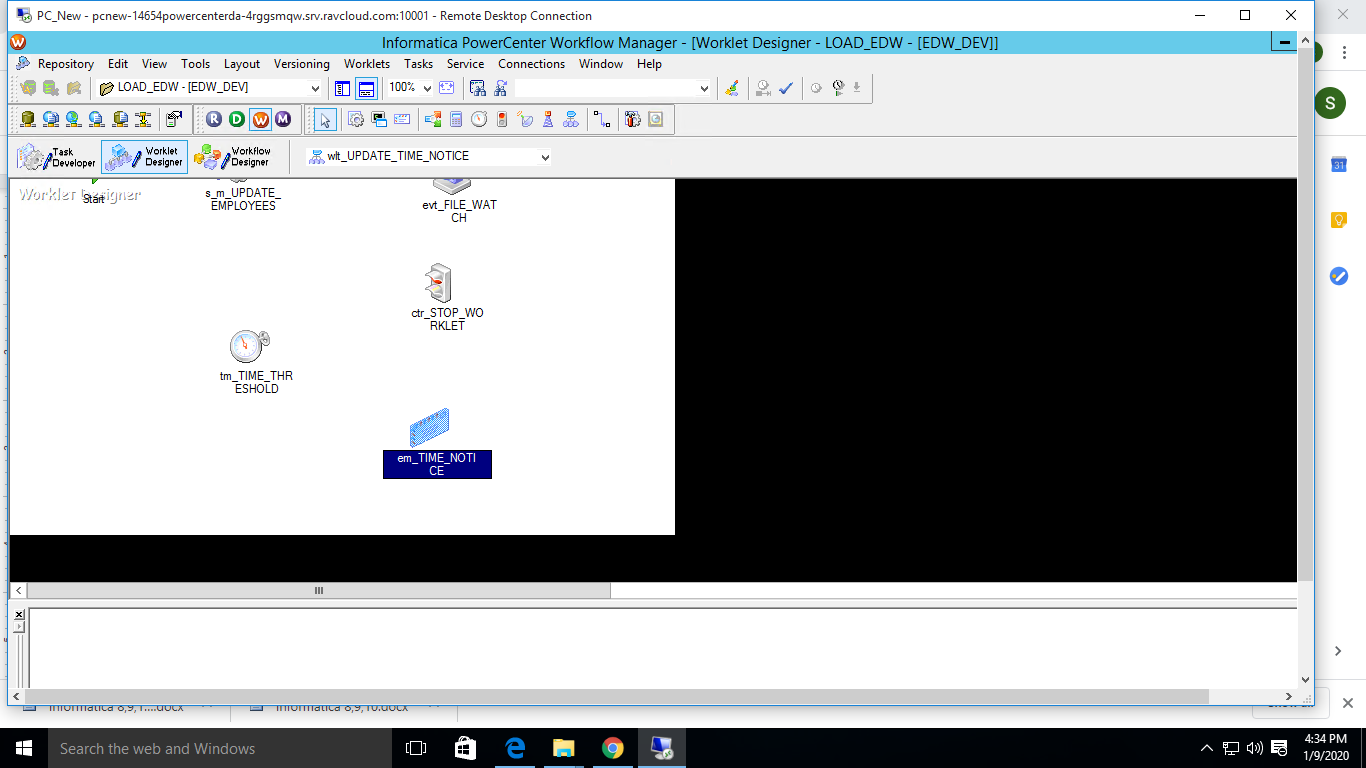 PC_New - pcnew-14654powercenterda-4rggsmqw.srv.ravcloud.com:10001 - Remote Desktop Connection
Informatica PowerCenter Workflow Manager - [Worklet Designer - LOAD_EDW - [EDW_DEV]]
Repository Edit View Tools Layout Versioning Worklets Tasks Service Connections Window Help
LOAD_EDW - [EDW_DEV] 100%
R D W M
S
Task Developer
Worklet Designer
Workflow Designer
wlt_UPDATE_TIME_NOTICE
31
Worklet Designer
Start
s_m_UPDATE_
EMPLOYEES
evt_FILE_WAT
CH
ctr_STOP_WO
RKLET
tm_TIME_THR
ESHOLD
em_TIME_NOTI
CE
Informatica 8,9,1....docx
Informatica 8,9,10.docx
Show all
Search the web and Windows
4:34 PM
1/9/2020